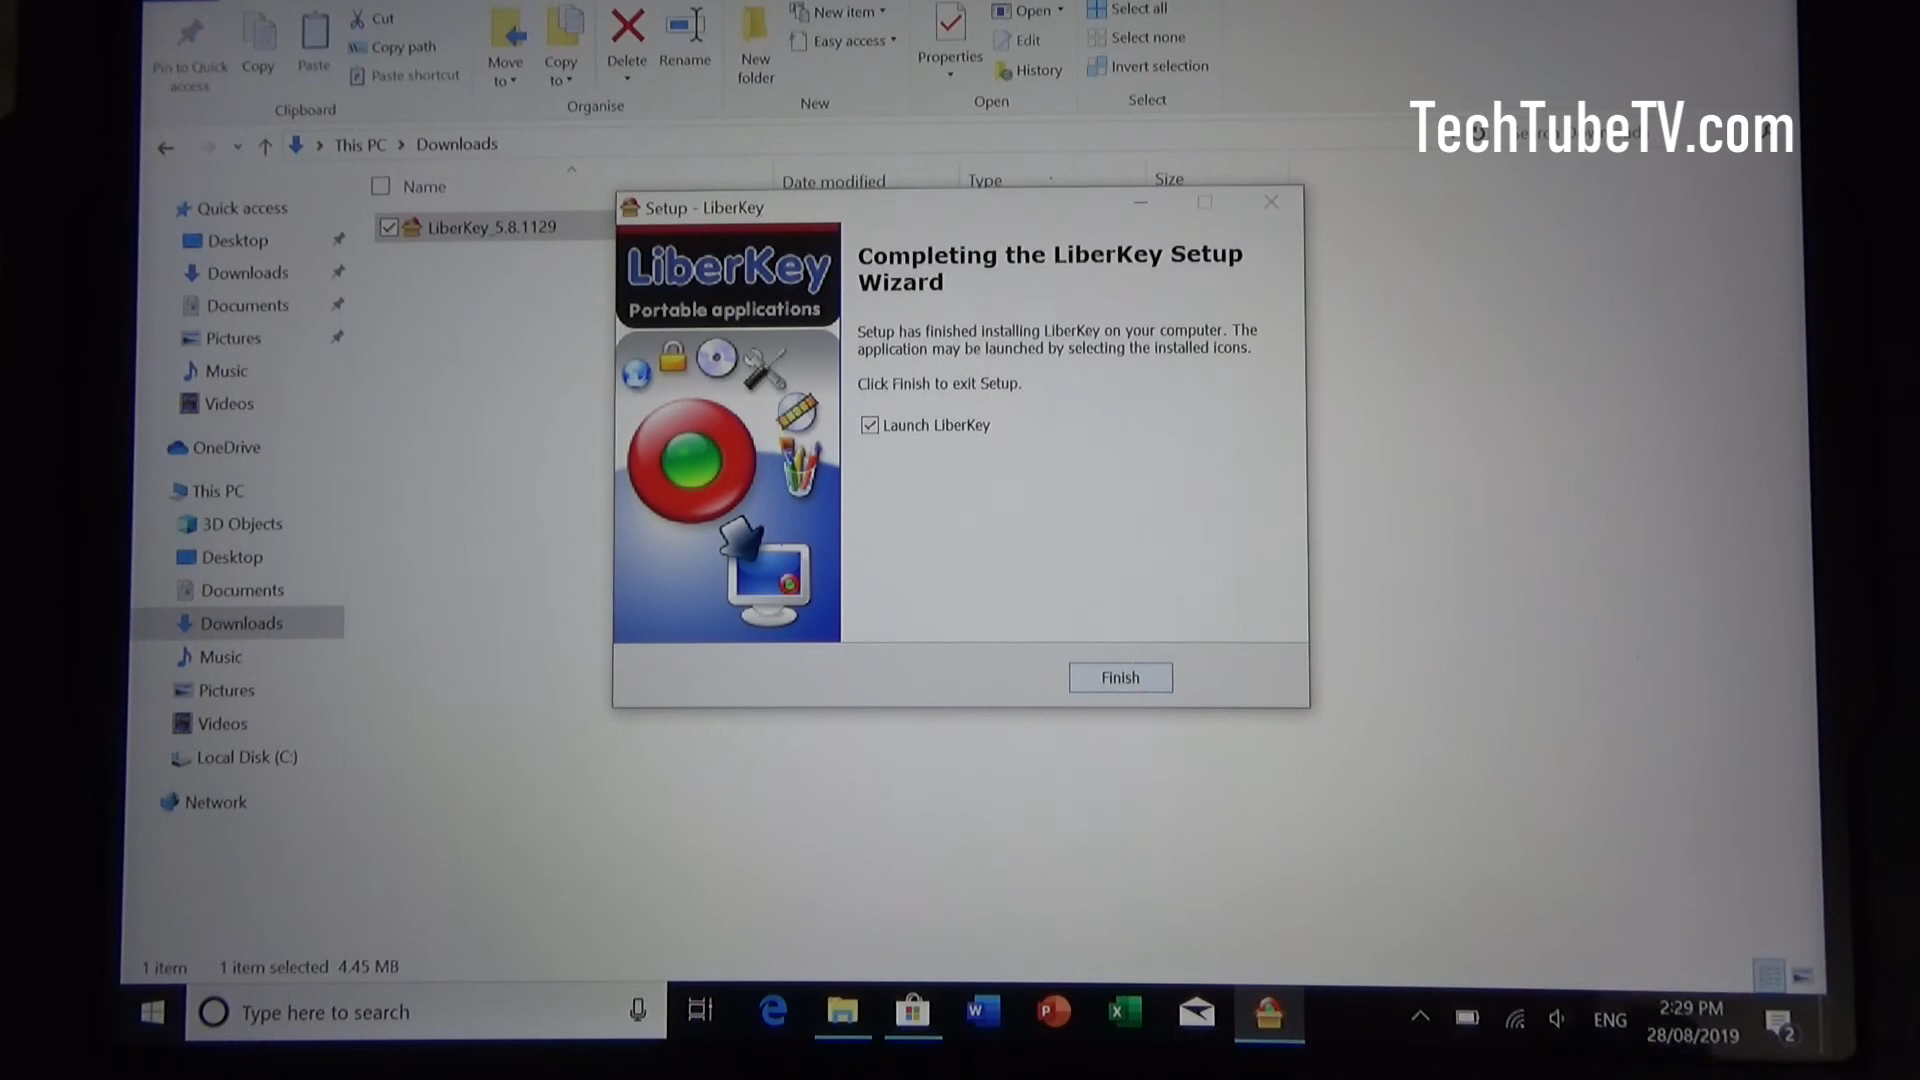 Pin to Quick
access
Copy
Paste
Cut
Copy path
Paste shortcut
Clipboard
Move
to
Copy
to
Delete
Rename
Organise
New
folder
New item
Easy access
New
Properties
Open
Edit
History
Open
Select all
Select none
Invert selection
Select
TechTubeTV.com
This PC > Downloads
Name
Date modified
Type
Size
LiberKey_5.8.1129
Quick access
Desktop
Downloads
Documents
Pictures
Music
Videos
OneDrive
This PC
3D Objects
Desktop
Documents
Downloads
Music
Pictures
Videos
Local Disk (C:)
Network
Setup - LiberKey
LiberKey
Portable applications
Completing the LiberKey Setup
Wizard
Setup has finished installing LiberKey on your computer. The
application may be launched by selecting the installed icons.
Click Finish to exit Setup.
Launch LiberKey
Finish
1 item 1 item selected 4.45 MB
Type here to search
ENG
2:29 PM
28/08/2019
2